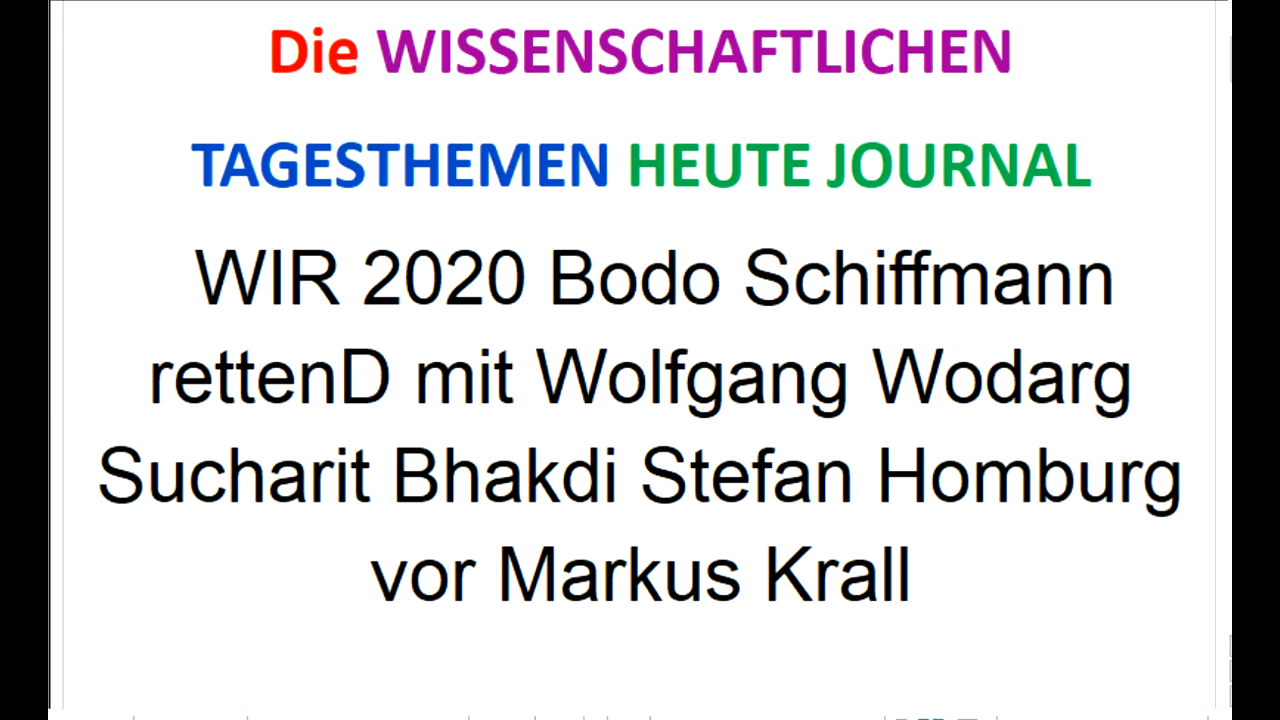 Die WISSENSCHAFTLICHEN
TAGESTHEMEN HEUTE JOURNAL
WIR 2020 Bodo Schiffmann
rettenD mit Wolfgang Wodarg
Sucharit Bhakdi Stefan Homburg
vor Markus Krall